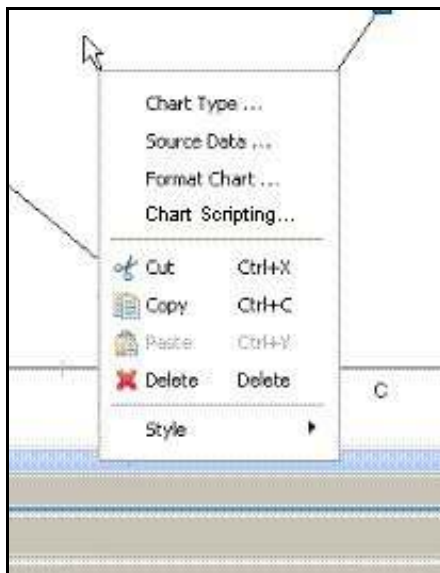 Chart Type ...
Source Data ...
Format Chart ...
Chart Scripting...
Cut Ctrl+X
Copy Ctrl+C
Paste Ctrl+V
Delete Delete
C
Style